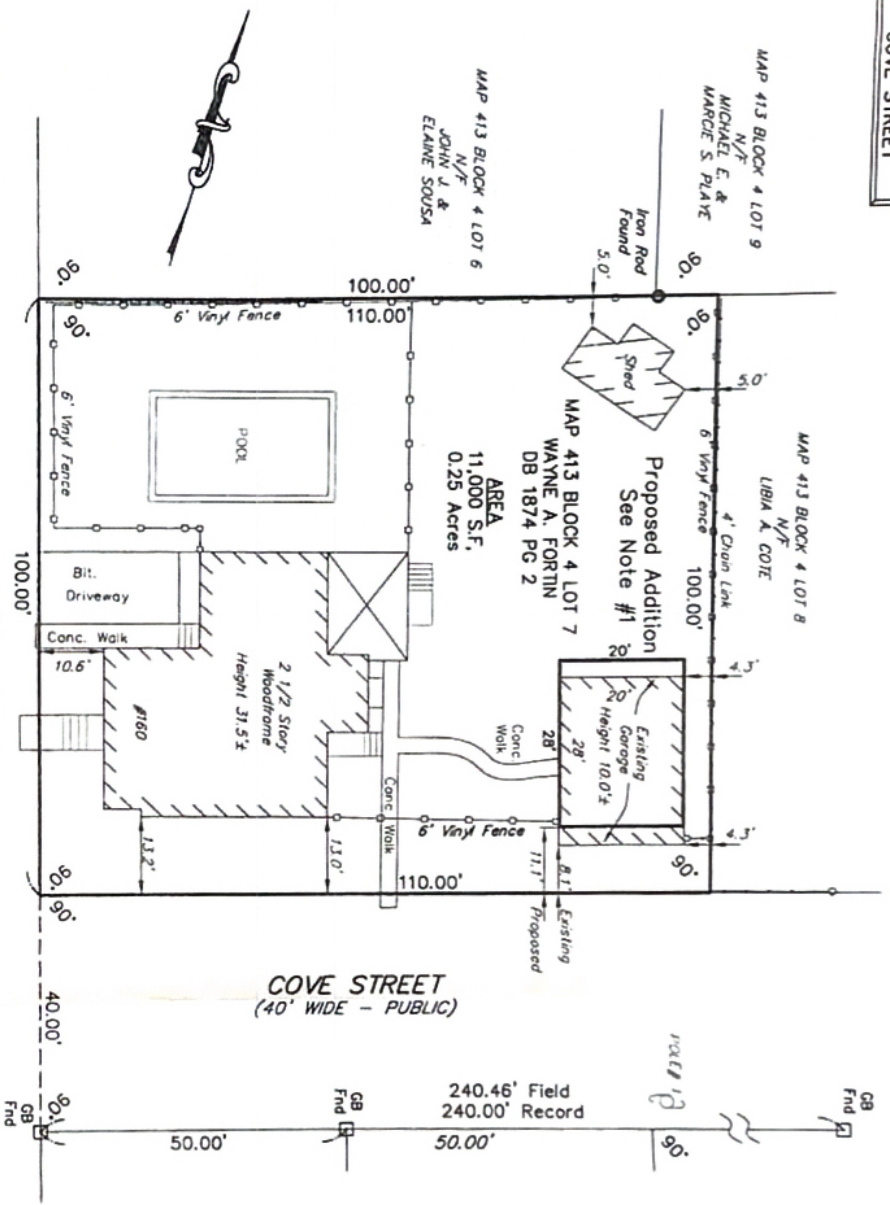 COVE STREET
MAP 413 BLOCK 4 LOT 9
N/F
MICHAEL E. &
MARCIE S. PLAYE
MAP 413 BLOCK 4 LOT 6
N/F
JOHN J. &
ELAINE SOUSA
MAP 413 BLOCK 4 LOT 8
N/F
LIBIA A. COTE
Iron Rod
Found
90°
90°
5.0'
5.0'
Shed
100.00'
110.00'
6' Vinyl Fence
90°
90°
6' Vinyl Fence
POOL
6' Vinyl Fence
4' Chain Link
100.00'
Proposed Addition
See Note #1
MAP 413 BLOCK 4 LOT 7
WAYNE A. FORTIN
DB 1874 PG 2
AREA
11,000 S.F.
0.25 Acres
20'
20'
4.3'
Existing
Garage
Height 10.0'±
28'
28'
4.3'
90°
Conc.
Walk
Conc Walk
6' Vinyl Fence
Bit.
Driveway
Conc. Walk
10.6'
100.00'
2 1/2 Story
Woodframe
Height 31.5'±
#160
13.2'
13.0'
11.1'
Proposed
8.1'
Existing
110.00'
90°
90°
COVE STREET
(40' WIDE - PUBLIC)
40.00'
90°
GB
Fnd
50.00'
GB
Fnd
240.46' Field
240.00' Record
50.00'
90°
GB
Fnd